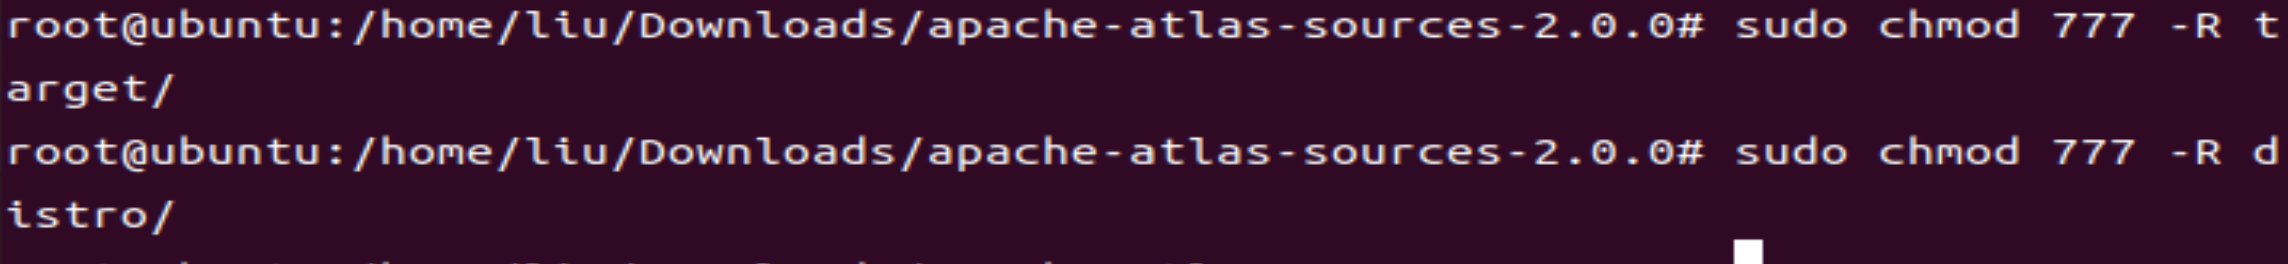 root@ubuntu:/home/liu/Downloads/apache-atlas-sources-2.0.0# sudo chmod 777 -R t
arget/
root@ubuntu:/home/liu/Downloads/apache-atlas-sources-2.0.0# sudo chmod 777 -R d
istro/